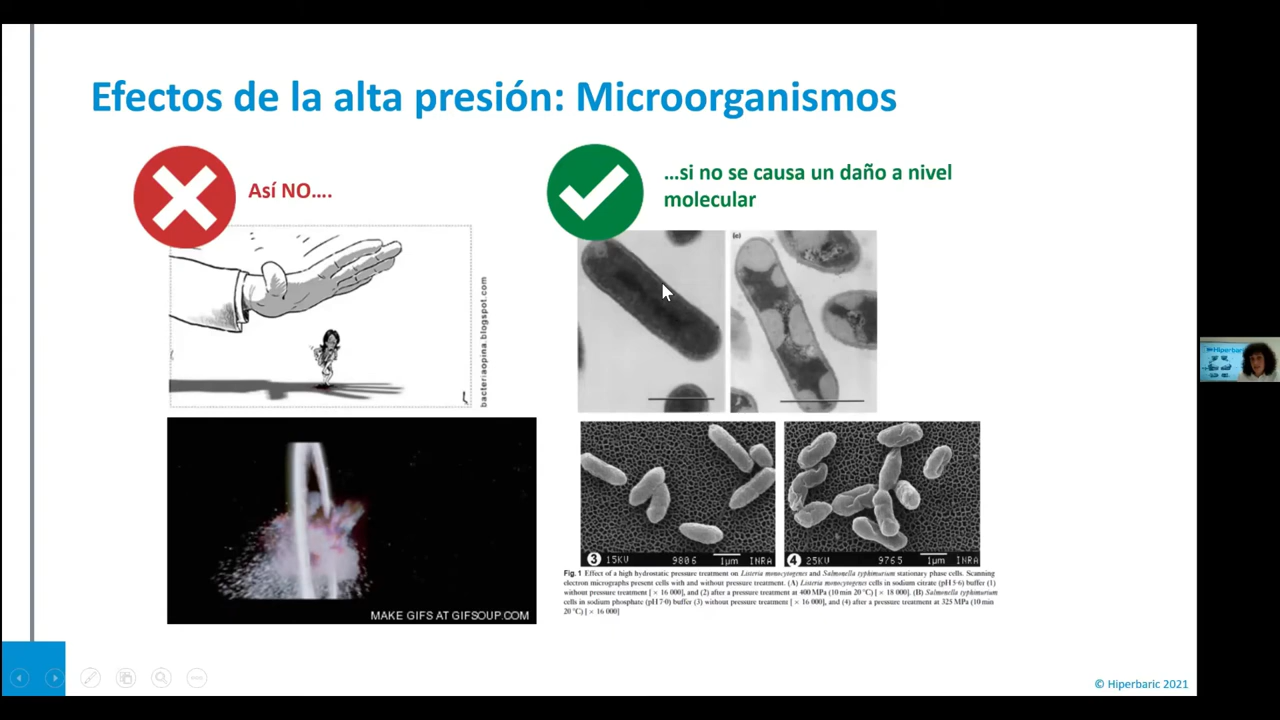 Efectos de la alta presión: Microorganismos
Así NO....
...si no se causa un daño a nivel
molecular
bacteriaopina.blogspot.com
(c)
MAKE GIFS AT GIFSOUP.COM
3 15KV 9806 1µm INRA
4 25KV 9765 1µm INRA
Fig. 1 Effect of a high hydrostatic pressure treatment on Listeria monocytogenes and Salmonella typhimurium stationary phase cells. Scanning
electron micrographs present cells with and without pressure treatment. (A) Listeria monocytogenes cells in sodium citrate (pH 5·6) buffer (1)
without pressure treatment [× 16 000], and (2) after a pressure treatment at 400 MPa (10 min 20 °C) [× 18 000]. (B) Salmonella typhimurium
cells in sodium phosphate (pH 7·0) buffer (3) without pressure treatment [× 16 000], and (4) after a pressure treatment at 325 MPa (10 min
20 °C) [× 16 000]
Hiperbaric
© Hiperbaric 2021